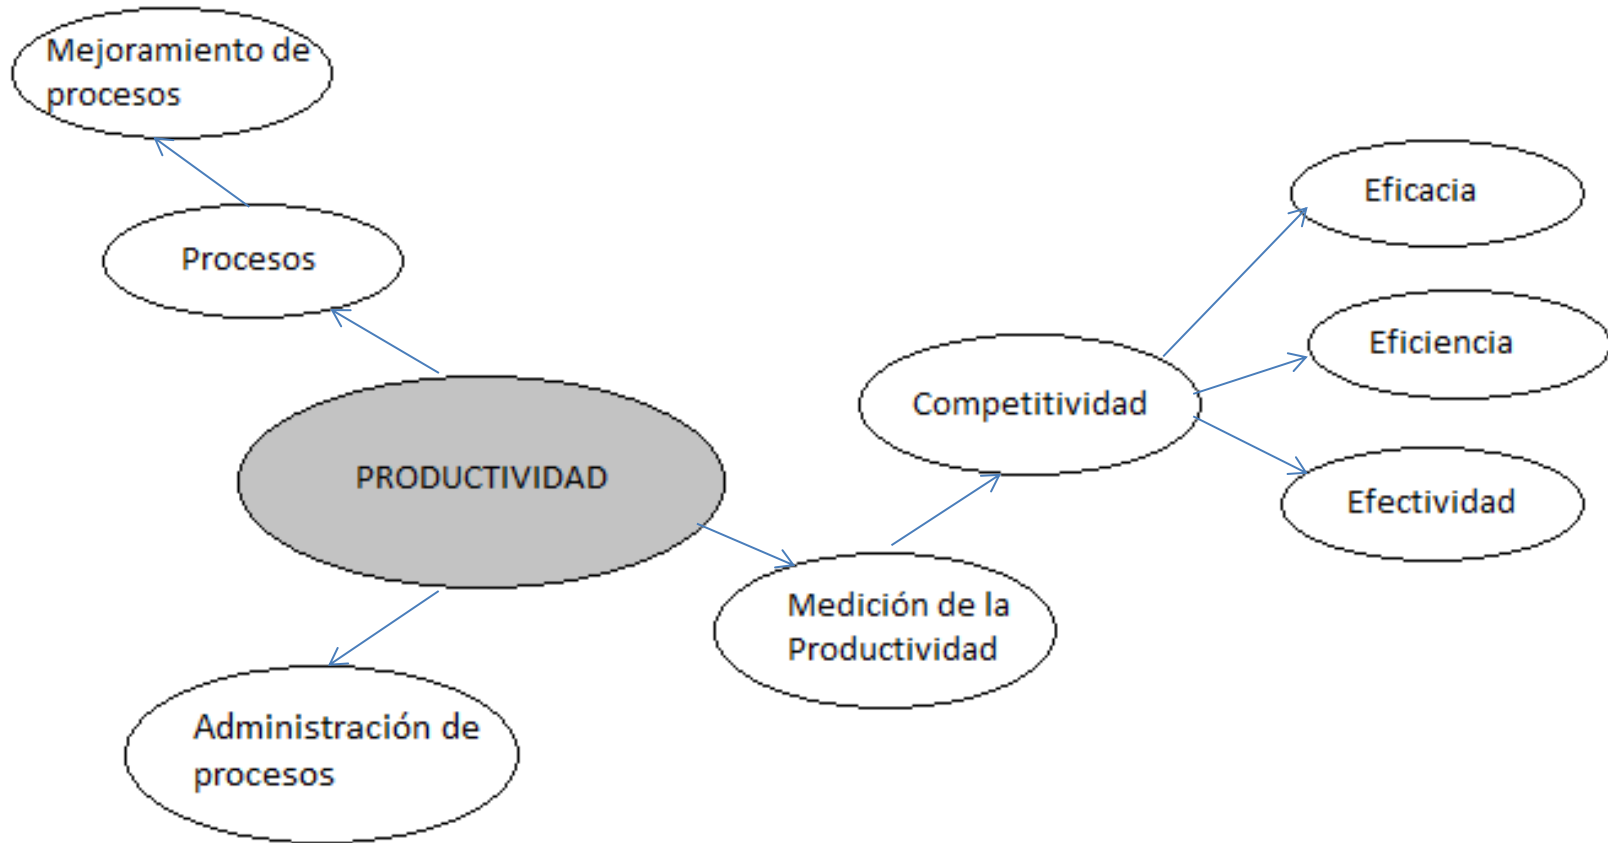 Mejoramiento de
procesos
Procesos
PRODUCTIVIDAD
Administración de
procesos
Medición de la
Productividad
Competitividad
Eficacia
Eficiencia
Efectividad